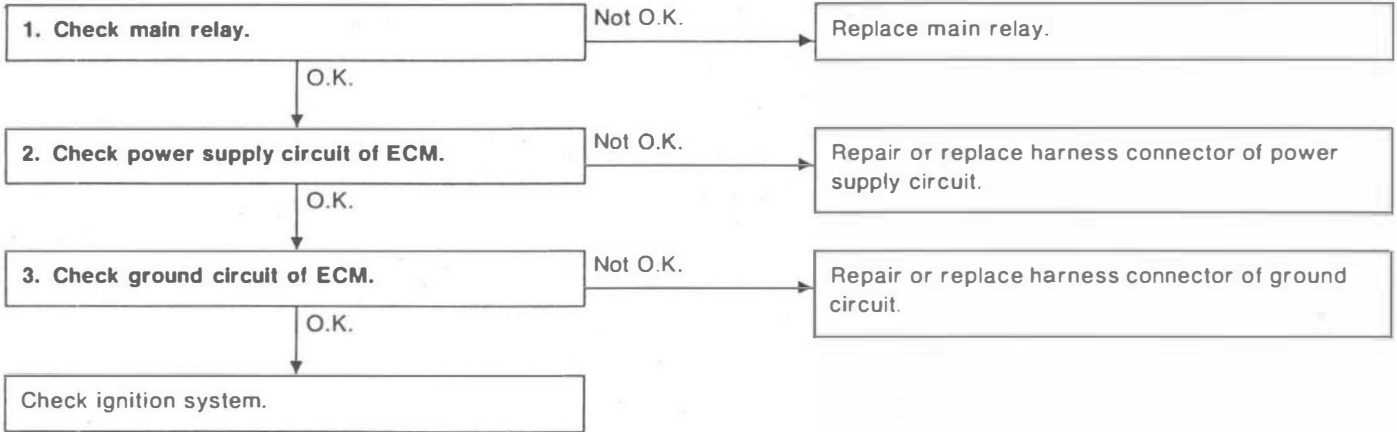 1. Check main relay.
Not O.K.
Replace main relay.
O.K.
2. Check power supply circuit of ECM.
Not O.K.
Repair or replace harness connector of power
supply circuit.
O.K.
3. Check ground circuit of ECM.
Not O.K.
Repair or replace harness connector of ground
circuit.
O.K.
Check ignition system.